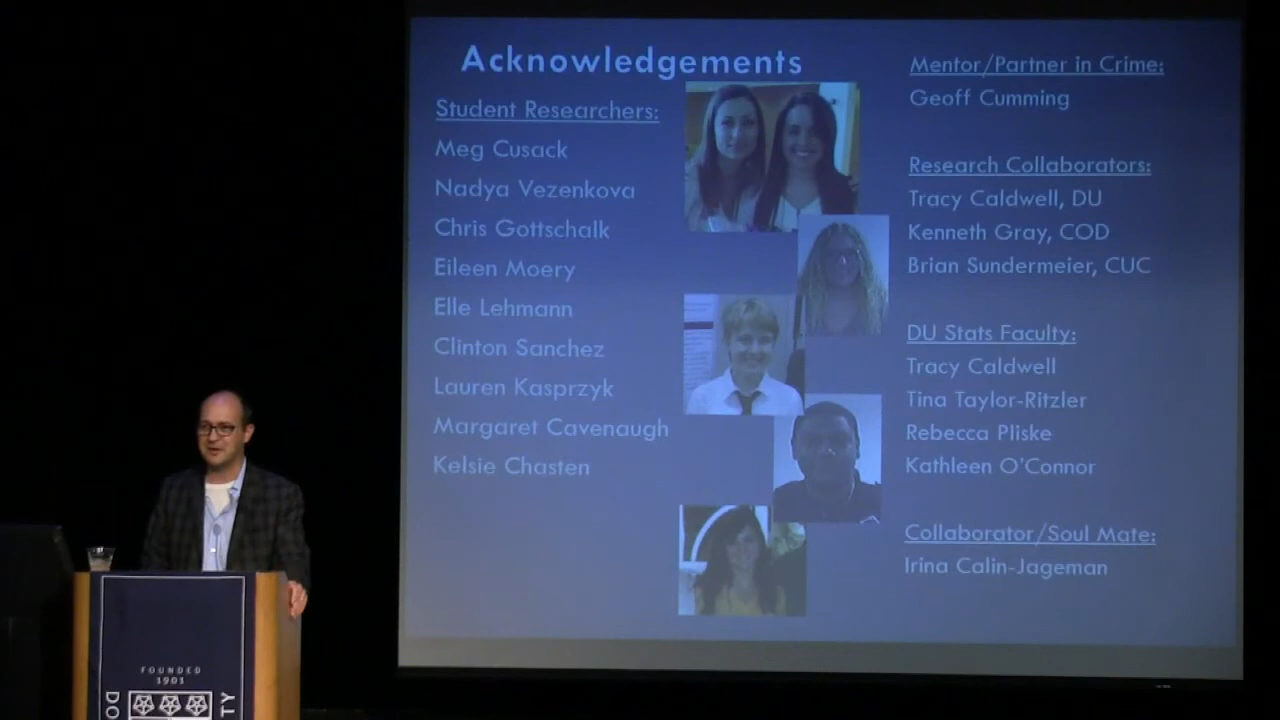 Acknowledgements
Student Researchers:
Meg Cusack
Nadya Vezenkova
Chris Gottschalk
Eileen Moery
Elle Lehmann
Clinton Sanchez
Lauren Kasprzyk
Margaret Cavenaugh
Kelsie Chasten
Mentor/Partner in Crime:
Geoff Cumming
Research Collaborators:
Tracy Caldwell, DU
Kenneth Gray, COD
Brian Sundermeier, CUC
DU Stats Faculty:
Tracy Caldwell
Tina Taylor-Ritzler
Rebecca Pliske
Kathleen O'Connor
Collaborator/Soul Mate:
Irina Calin-Jageman
FOUNDED
1901
DO
TY